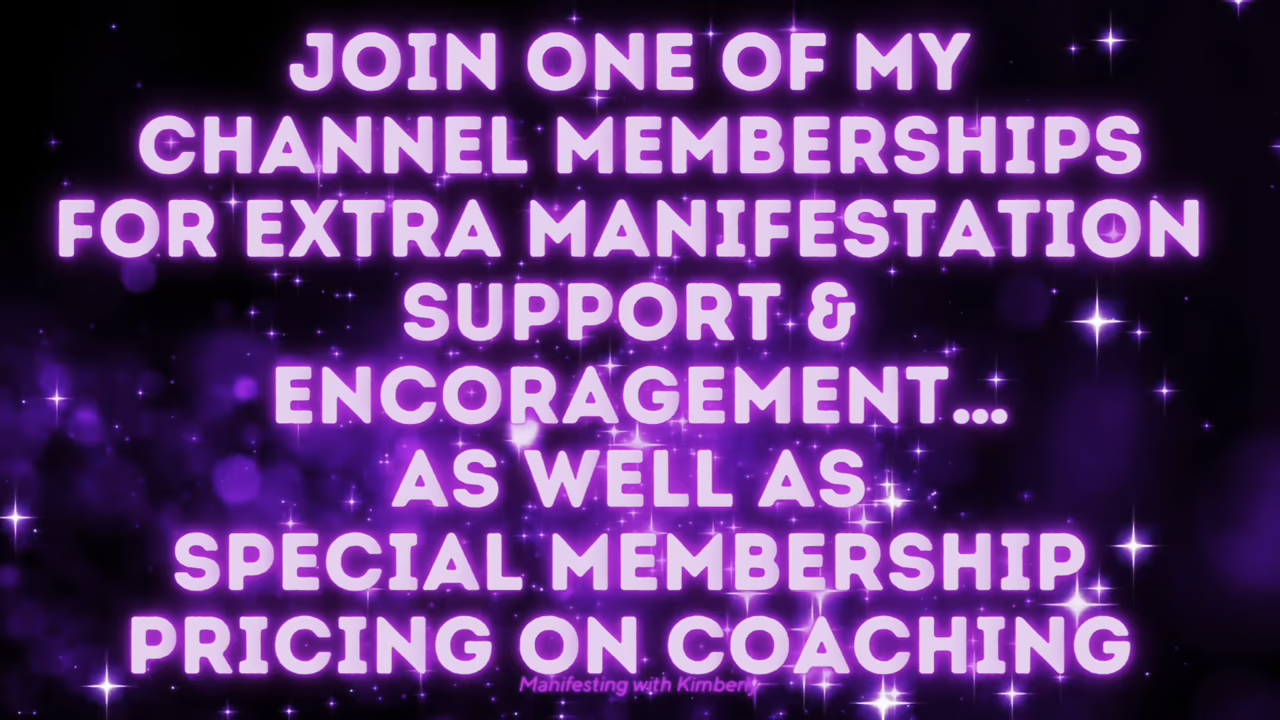 JOIN ONE OF MY
CHANNEL MEMBERSHIPS
FOR EXTRA MANIFESTATION
SUPPORT &
ENCORAGEMENT...
AS WELL AS
SPECIAL MEMBERSHIP
PRICING ON COACHING
Manifesting with Kimberly